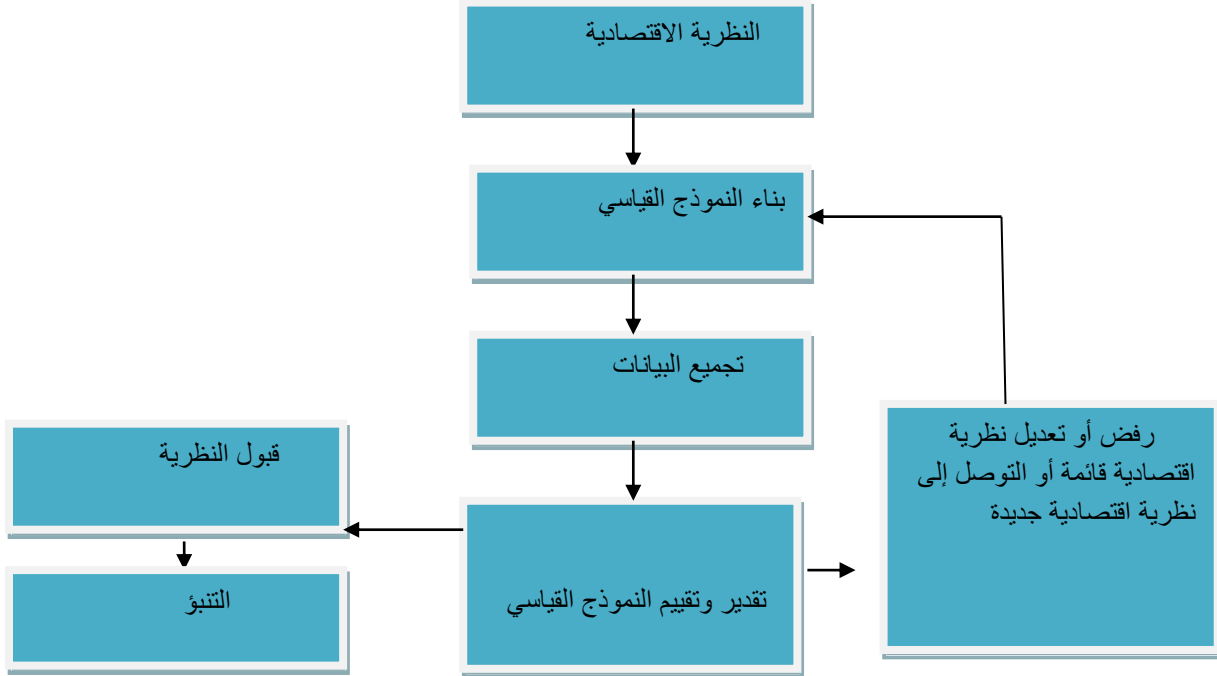 النظرية الاقتصادية
بناء النموذج القياسي
تجميع البيانات
رفض أو تعديل نظرية
اقتصادية قائمة أو التوصل إلى
نظرية اقتصادية جديدة
قبول النظرية
تقدير وتقييم النموذج القياسي
التنبؤ